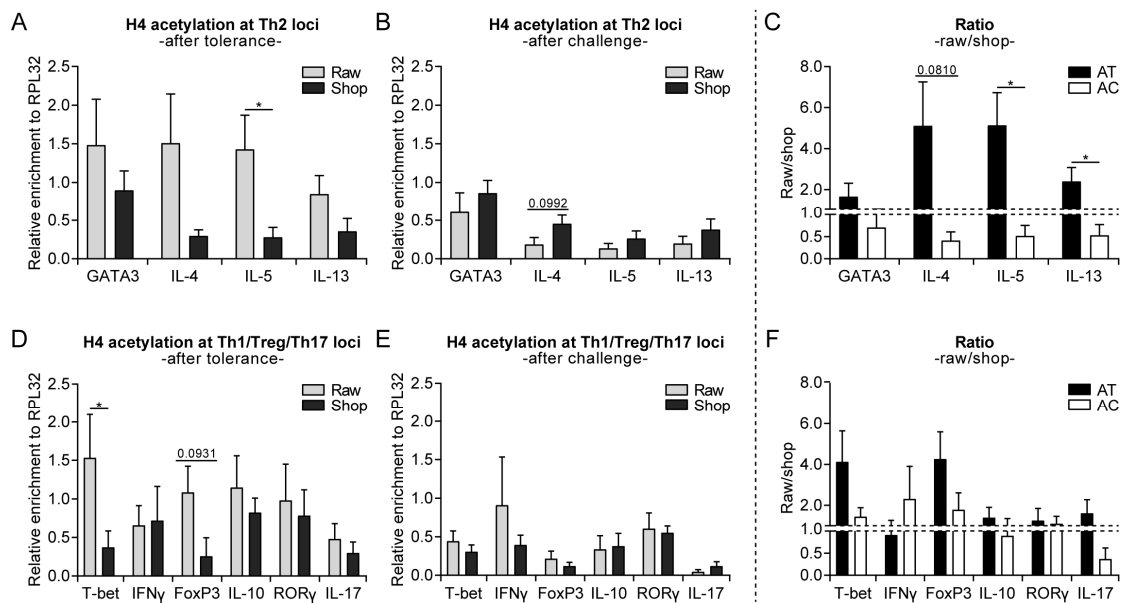 A
H4 acetylation at Th2 loci
-after tolerance-
Relative enrichment to RPL32
2.5
2.0
1.5
1.0
0.5
0.0
Raw
Shop
*
GATA3 IL-4 IL-5 IL-13
B
H4 acetylation at Th2 loci
-after challenge-
Relative enrichment to RPL32
2.5
2.0
1.5
1.0
0.5
0.0
Raw
Shop
0.0992
GATA3 IL-4 IL-5 IL-13
C
Ratio
-raw/shop-
Raw/shop
8.0
6.0
4.0
2.0
1.0
0.5
0.0
AT
AC
0.0810
*
*
GATA3 IL-4 IL-5 IL-13
D
H4 acetylation at Th1/Treg/Th17 loci
-after tolerance-
Relative enrichment to RPL32
2.5
2.0
1.5
1.0
0.5
0.0
Raw
Shop
*
0.0931
T-bet IFNγ FoxP3 IL-10 RORγ IL-17
E
H4 acetylation at Th1/Treg/Th17 loci
-after challenge-
Relative enrichment to RPL32
2.5
2.0
1.5
1.0
0.5
0.0
Raw
Shop
T-bet IFNγ FoxP3 IL-10 RORγ IL-17
F
Ratio
-raw/shop-
Raw/shop
8.0
6.0
4.0
2.0
1.0
0.5
0.0
AT
AC
T-bet IFNγ FoxP3 IL-10 RORγ IL-17